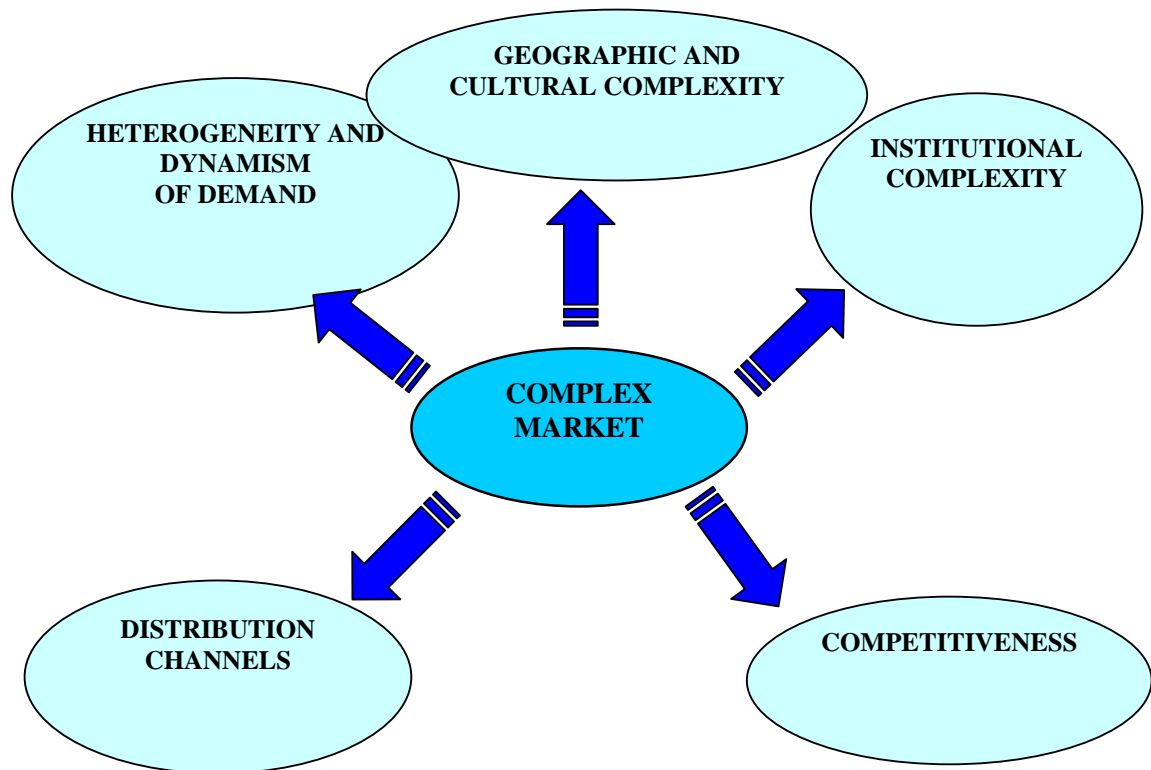 GEOGRAPHIC AND
CULTURAL COMPLEXITY
HETEROGENEITY AND
DYNAMISM
OF DEMAND
INSTITUTIONAL
COMPLEXITY
COMPLEX
MARKET
DISTRIBUTION
CHANNELS
COMPETITIVENESS